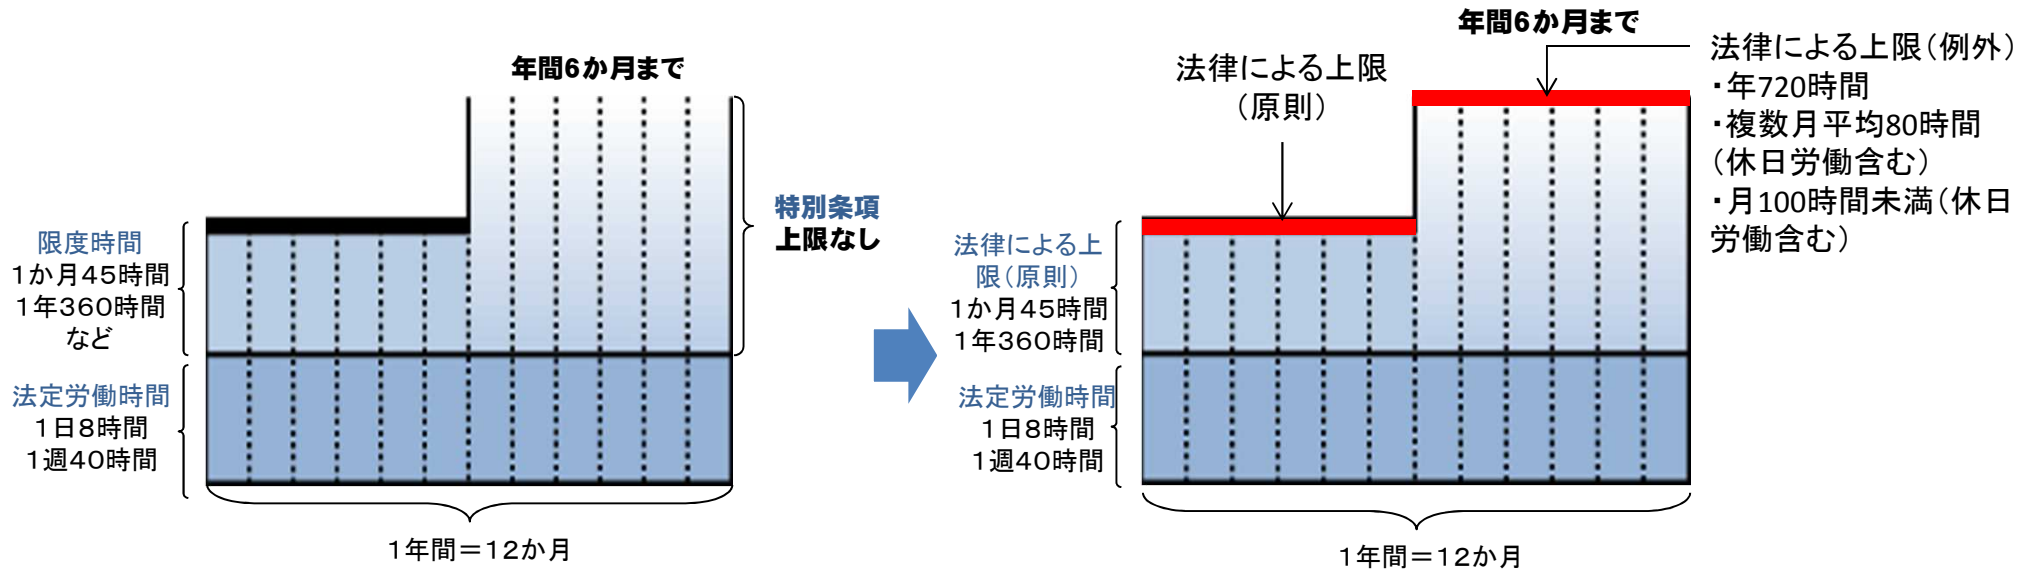 年間6か月まで
特別条項
上限なし
限度時間
1か月45時間
1年360時間
など
法定労働時間
1日8時間
1週40時間
1年間＝12か月
年間6か月まで
法律による上限
（原則）
法律による上限（例外）
・年720時間
・複数月平均80時間
（休日労働含む）
・月100時間未満（休日
労働含む）
法律による上
限（原則）
1か月45時間
1年360時間
法定労働時間
1日8時間
1週40時間
1年間＝12か月